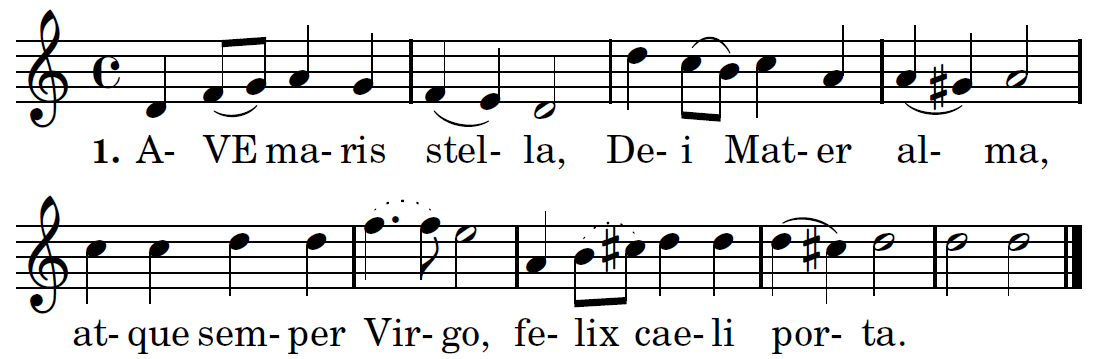 1. A- VE ma- ris stel- la, De- i Mat- er al- ma,
at- que sem- per Vir- go, fe- lix cae- li por- ta.